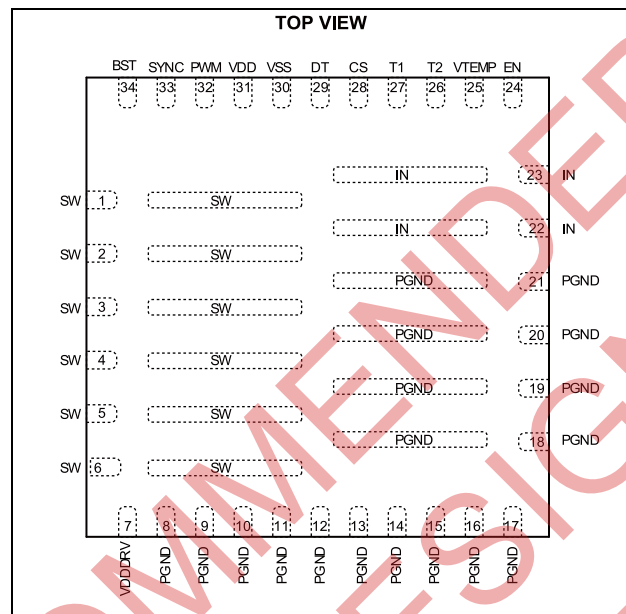 TOP VIEW
BST SYNC PWM VDD VSS DT CS T1 T2 VTEMP EN
34 33 32 31 30 29 28 27 26 25 24
IN 23 IN
SW 1 SW
IN 22 IN
SW 2 SW
PGND 21 PGND
SW 3 SW
PGND 20 PGND
SW 4 SW
PGND 19 PGND
SW 5 SW
PGND 18 PGND
SW 6 SW
7 8 9 10 11 12 13 14 15 16 17
VDDDRV PGND PGND PGND PGND PGND PGND PGND PGND PGND PGND